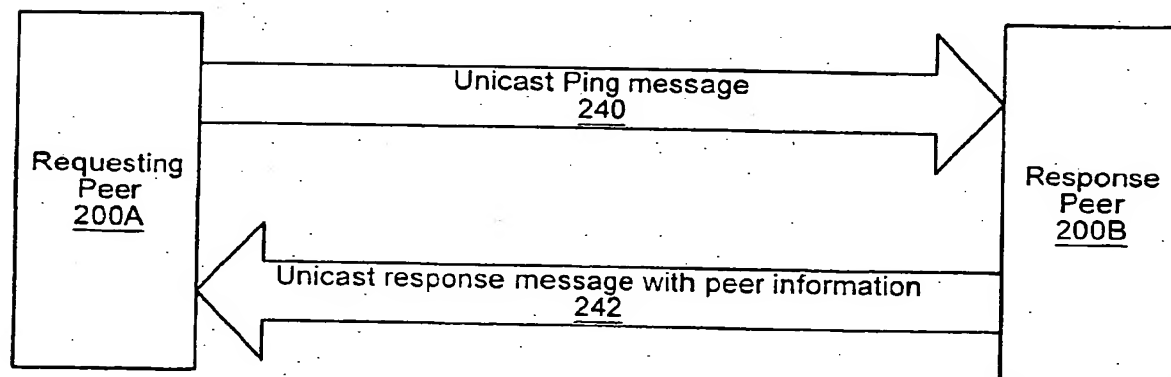 Unicast Ping message
240
Requesting
Peer
200A
Response
Peer
200B
Unicast response message with peer information
242